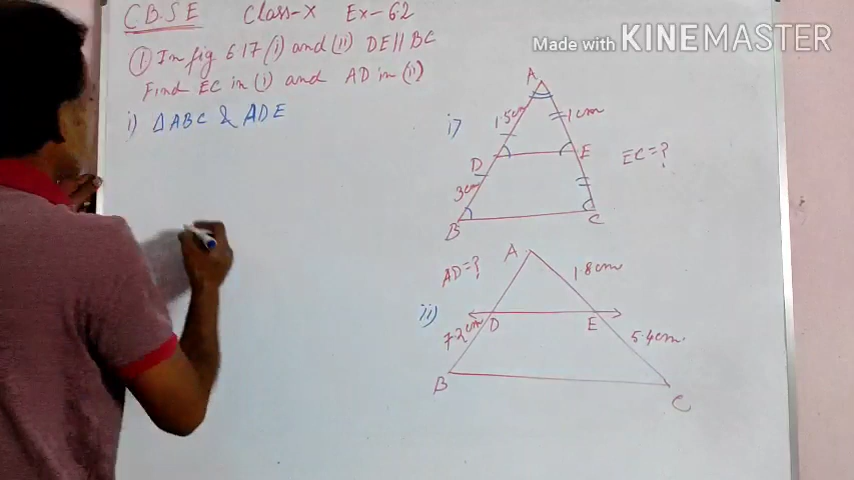 C.B.S.E Class-X Ex-6.2
① In fig 6.17 (i) and (ii) DE || BC
Find EC in (i) and AD in (ii)
i) ΔABC & ADE
Made with KINEMASTER
i)
A
1.5cm
1cm
D
E
EC=?
3cm
B
C
AD=?
A
1.8cm
ii)
7.2cm
D
E
5.4cm
B
C